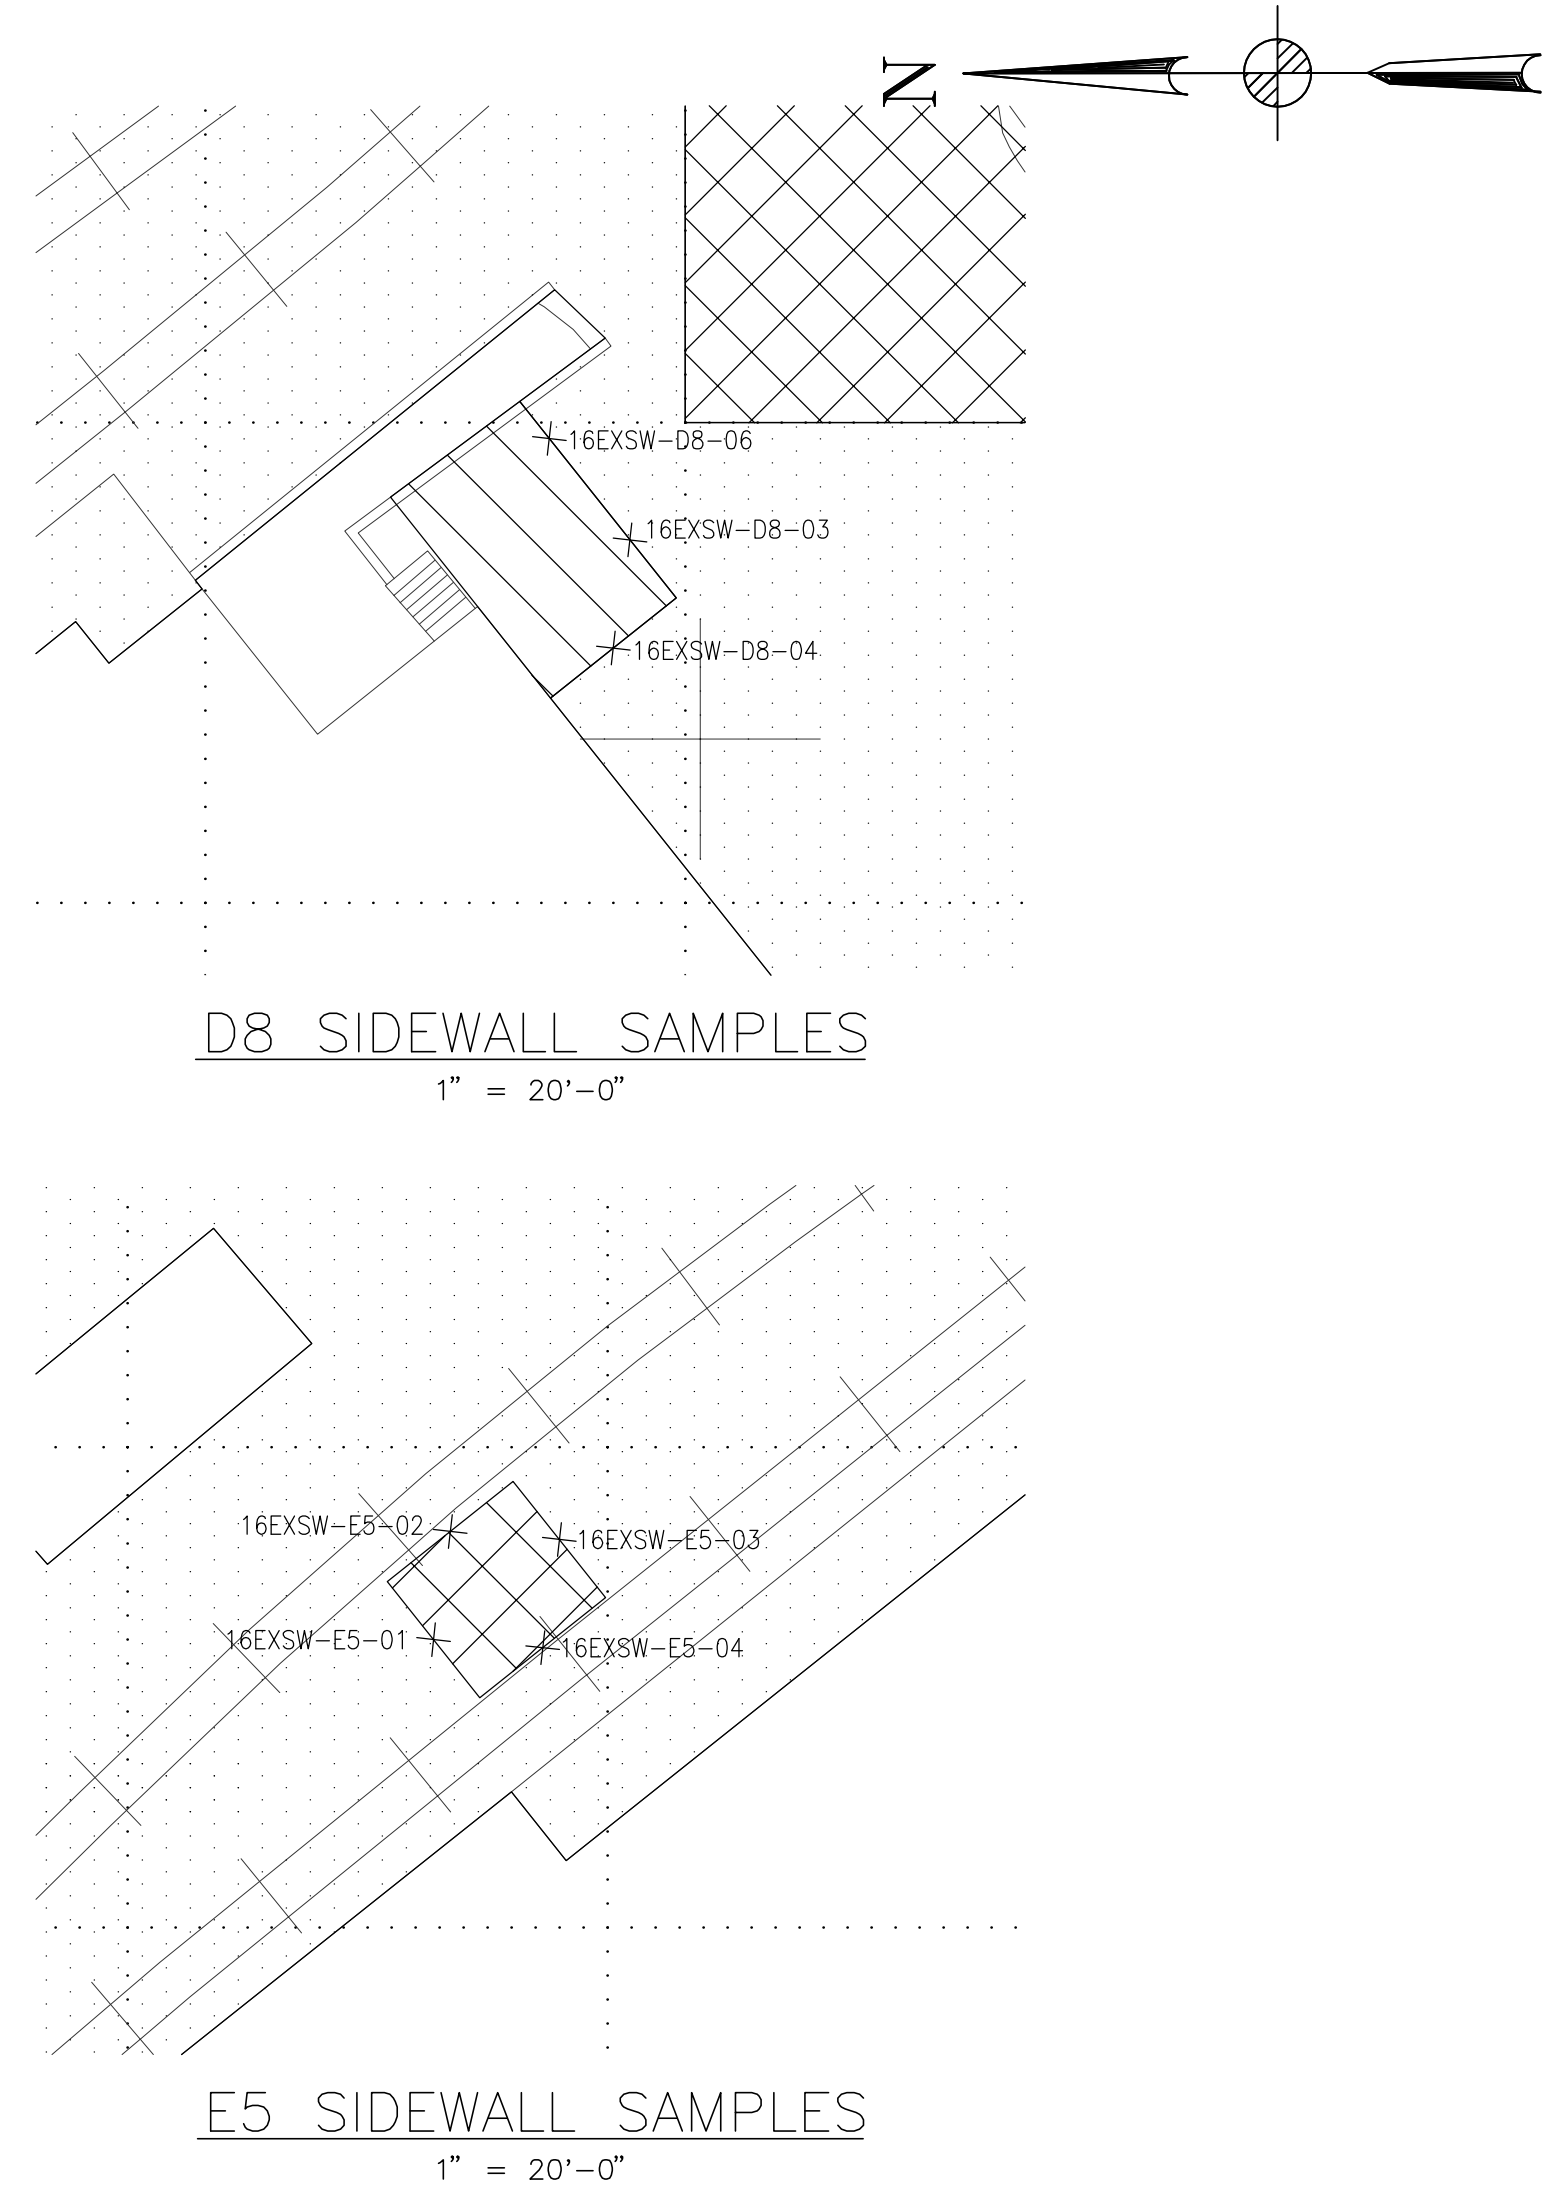 N
16EXSW-D8-06
16EXSW-D8-03
16EXSW-D8-04
D8 SIDEWALL SAMPLES
1" = 20'-0"
16EXSW-E5-02
16EXSW-E5-03
16EXSW-E5-01
16EXSW-E5-04
E5 SIDEWALL SAMPLES
1" = 20'-0"